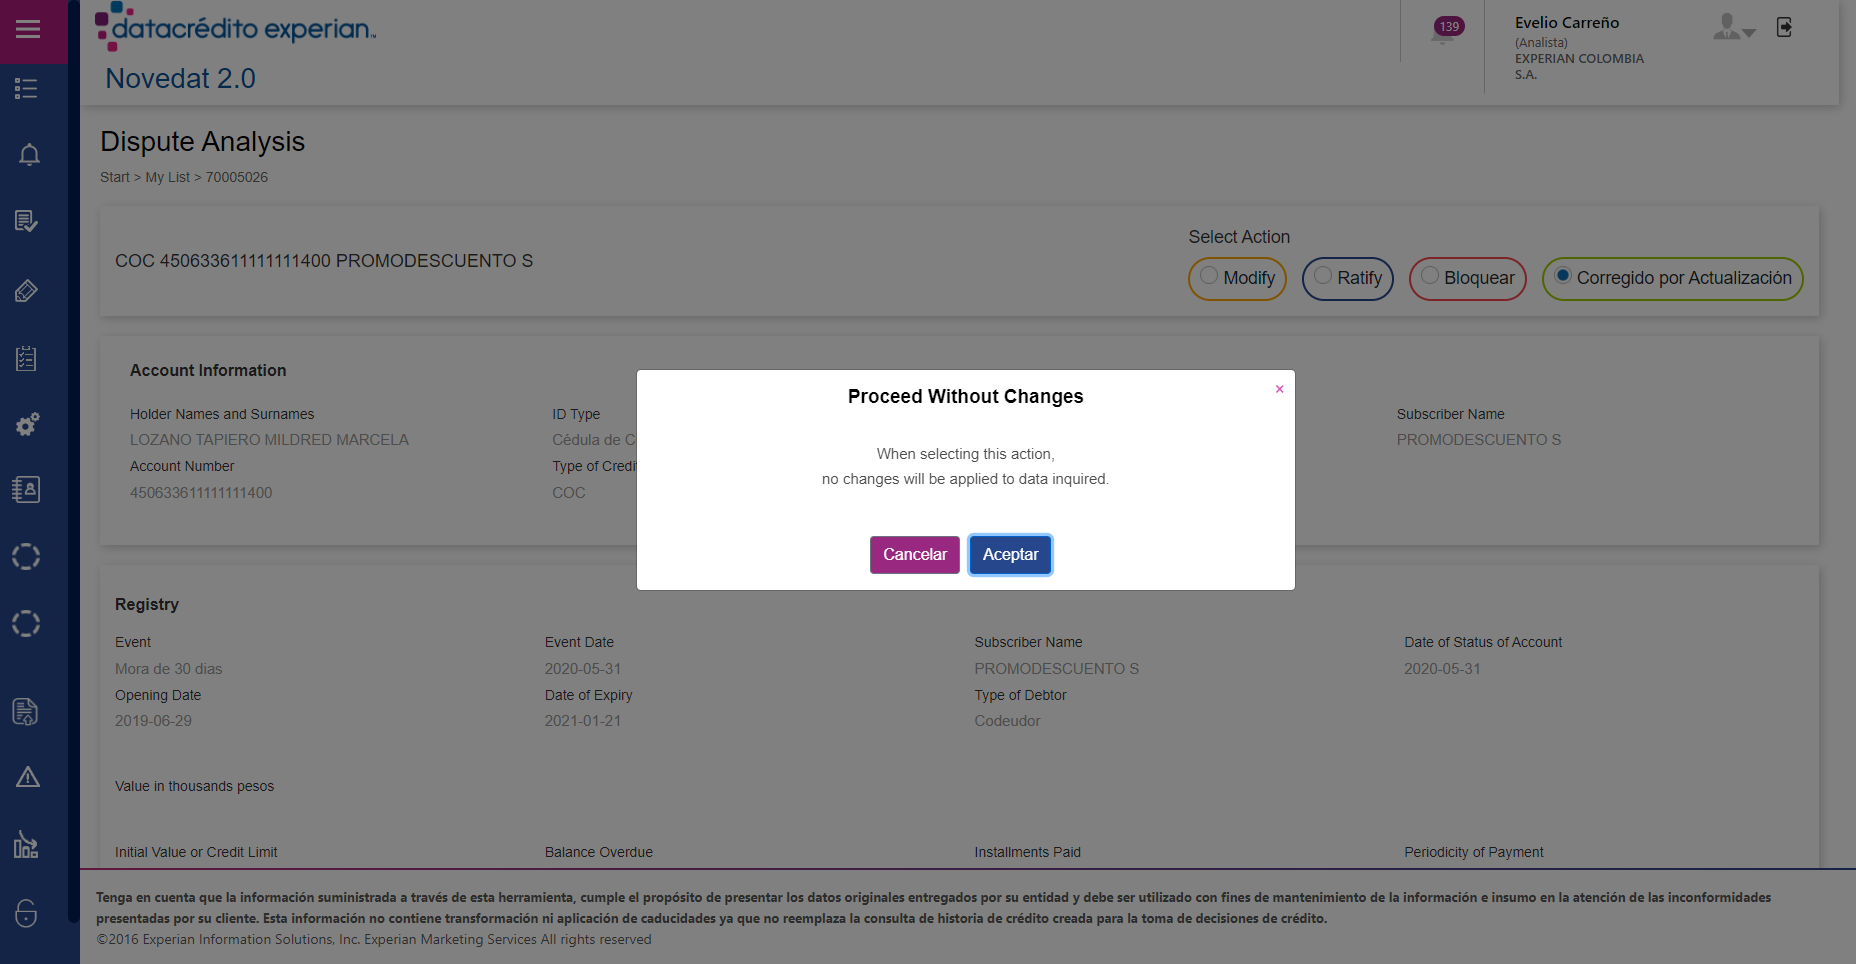 datacrédito experian™
139
Evelio Carreño
(Analista)
EXPERIAN COLOMBIA
S.A.
Novedat 2.0
Dispute Analysis
Start > My List > 70005026
COC 450633611111111400 PROMODESCUENTO S
Select Action
Modify Ratify Bloquear Corregido por Actualización
Account Information
Holder Names and Surnames ID Type Subscriber Name
LOZANO TAPIERO MILDRED MARCELA Cédula de C PROMODESCUENTO S
Account Number Type of Credi
450633611111111400 COC
Proceed Without Changes
×
When selecting this action,
no changes will be applied to data inquired.
Cancelar Aceptar
Registry
Event Event Date Subscriber Name Date of Status of Account
Mora de 30 dias 2020-05-31 PROMODESCUENTO S 2020-05-31
Opening Date Date of Expiry Type of Debtor
2019-06-29 2021-01-21 Codeudor
Value in thousands pesos
Initial Value or Credit Limit Balance Overdue Installments Paid Periodicity of Payment
Tenga en cuenta que la información suministrada a través de esta herramienta, cumple el propósito de presentar los datos originales entregados por su entidad y debe ser utilizado con fines de mantenimiento de la información e insumo en la atención de las inconformidades
presentadas por su cliente. Esta información no contiene transformación ni aplicación de caducidades ya que no reemplaza la consulta de historia de crédito creada para la toma de decisiones de crédito.
©2016 Experian Information Solutions, Inc. Experian Marketing Services All rights reserved